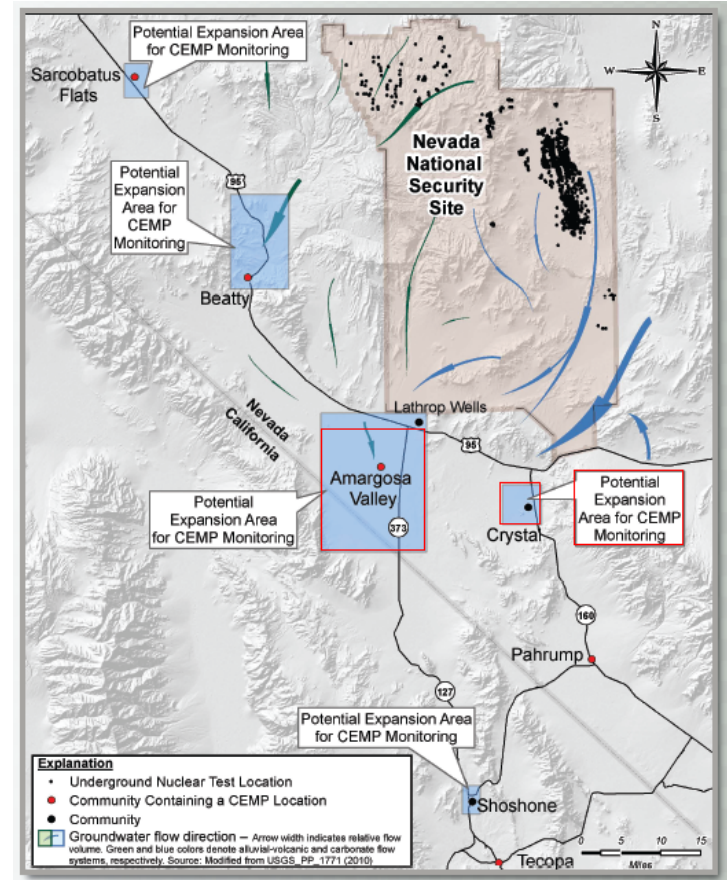 Potential Expansion Area
for CEMP Monitoring
N
W
E
S
Sarcobatus
Flats
Nevada
National
Security
Site
Potential
Expansion
Area for
CEMP
Monitoring
95
Beatty
Nevada
California
Lathrop Wells
95
Amargosa
Valley
Potential
Expansion Area
for CEMP Monitoring
Potential
Expansion
Area for CEMP
Monitoring
373
Crystal
160
Pahrump
127
Potential Expansion Area
for CEMP Monitoring
Shoshone
Tecopa
Explanation
Underground Nuclear Test Location
Community Containing a CEMP Location
Community
Groundwater flow direction – Arrow width indicates relative flow
volume. Green and blue colors denote alluvial-volcanic and carbonate flow
systems, respectively. Source: Modified from USGS_PP_1771 (2010)
0 5 10 15
Miles